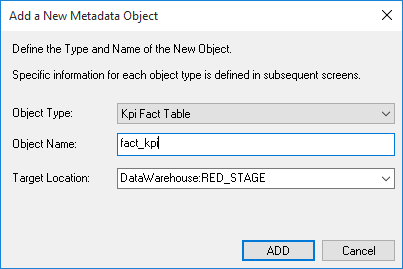 Add a New Metadata Object
Define the Type and Name of the New Object.
Specific information for each object type is defined in subsequent screens.
Object Type: Kpi Fact Table
Object Name: fact_kpi
Target Location: DataWarehouse:RED_STAGE
ADD Cancel